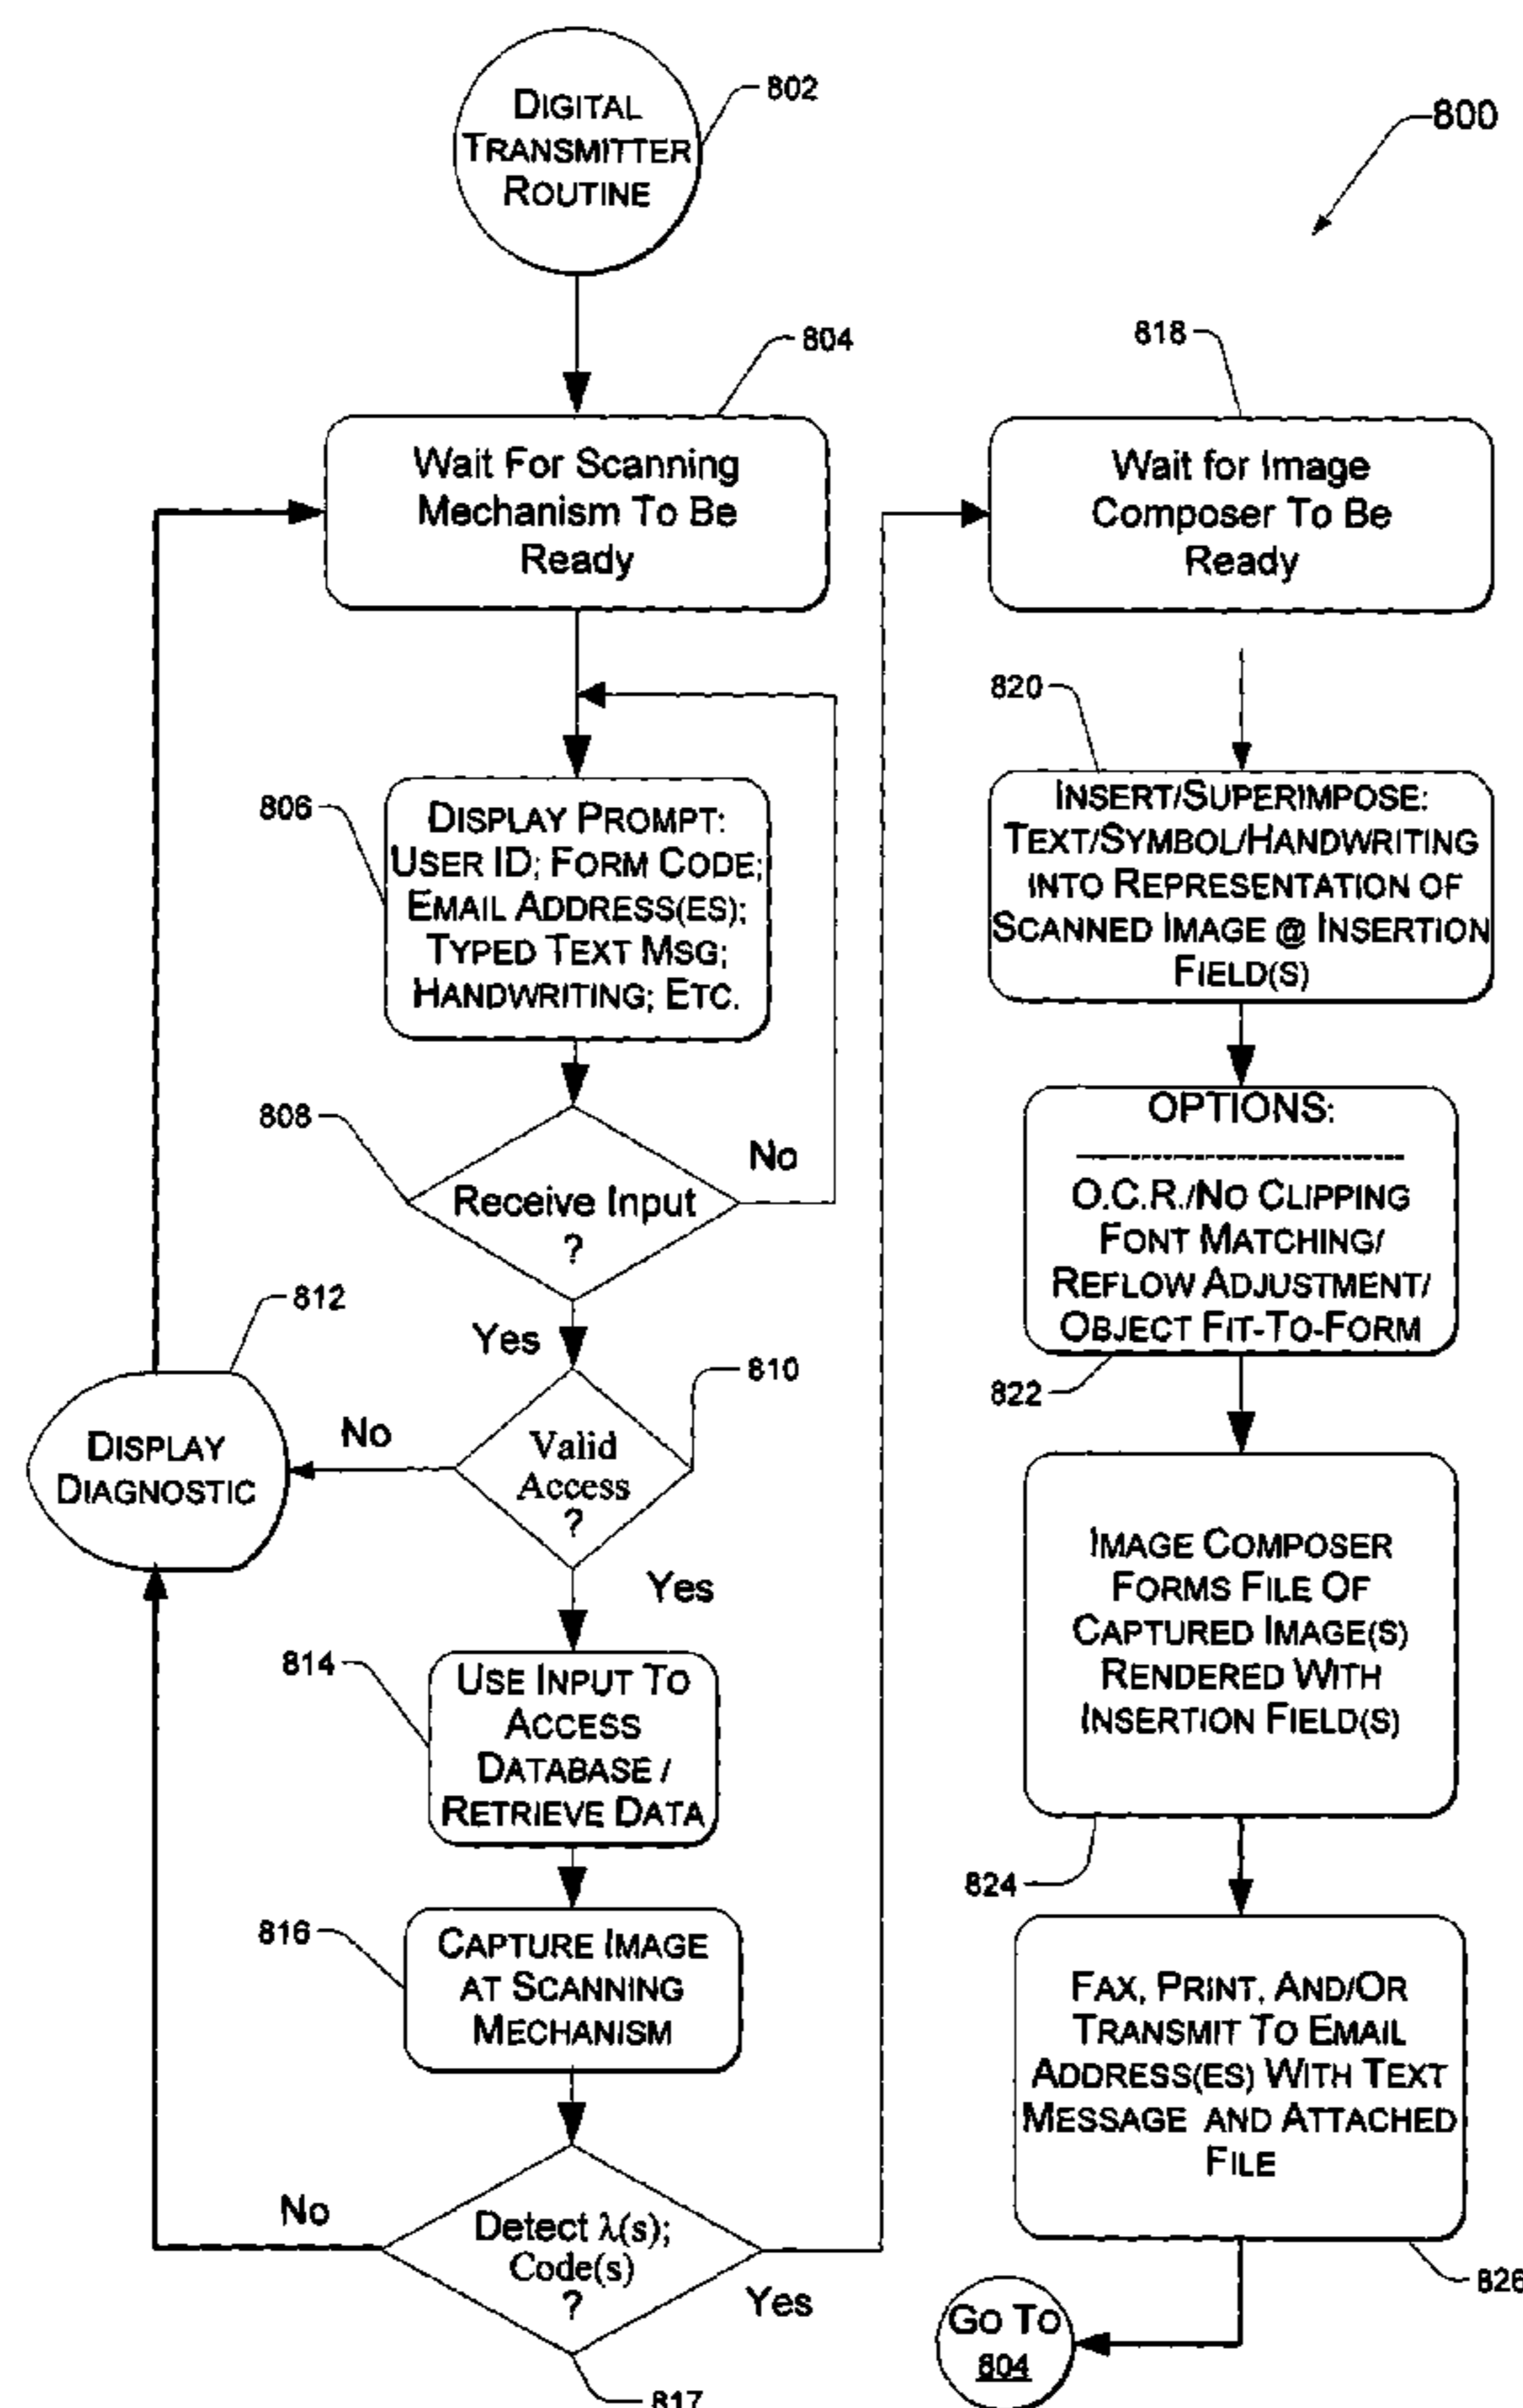 DIGITAL
TRANSMITTER
ROUTINE
802
800
804
Wait For Scanning
Mechanism To Be
Ready
806
DISPLAY PROMPT:
USER ID; FORM CODE;
EMAIL ADDRESS(ES);
TYPED TEXT MSG;
HANDWRITING; ETC.
808
Receive Input
?
No
Yes
810
Valid
Access
?
No
812
DISPLAY
DIAGNOSTIC
Yes
814
USE INPUT TO
ACCESS
DATABASE /
RETRIEVE DATA
816
CAPTURE IMAGE
AT SCANNING
MECHANISM
No
Detect λ(s);
Code(s)
?
Yes
817
818
Wait for Image
Composer To Be
Ready
820
INSERT/SUPERIMPOSE:
TEXT/SYMBOL/HANDWRITING
INTO REPRESENTATION OF
SCANNED IMAGE @ INSERTION
FIELD(S)
OPTIONS:
O.C.R./NO CLIPPING
FONT MATCHING/
REFLOW ADJUSTMENT/
OBJECT FIT-TO-FORM
822
IMAGE COMPOSER
FORMS FILE OF
CAPTURED IMAGE(S)
RENDERED WITH
INSERTION FIELD(S)
824
FAX, PRINT, AND/OR
TRANSMIT TO EMAIL
ADDRESS(ES) WITH TEXT
MESSAGE AND ATTACHED
FILE
826
GO TO
804